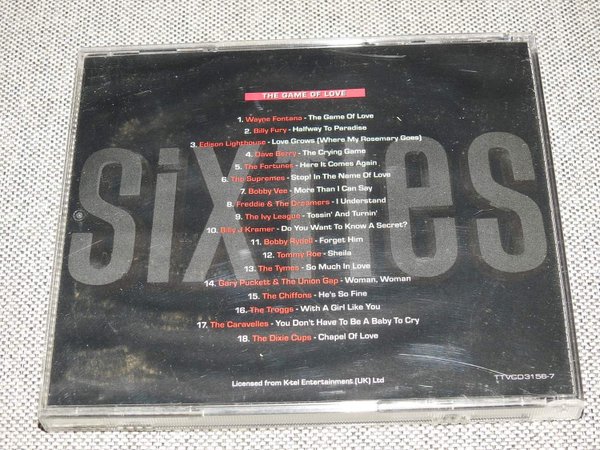 THE GAME OF LOVE
sixties
1. Wayne Fontana - The Game Of Love
2. Billy Fury - Halfway To Paradise
3. Edison Lighthouse - Love Grows (Where My Rosemary Goes)
4. Dave Berry - The Crying Game
5. The Fortunes - Here It Comes Again
6. The Supremes - Stop! In The Name Of Love
7. Bobby Vee - More Than I Can Say
8. Freddie & The Dreamers - I Understand
9. The Ivy League - Tossin' And Turnin'
10. Billy J Kramer - Do You Want To Know A Secret?
11. Bobby Rydell - Forget Him
12. Tommy Roe - Sheila
13. The Tymes - So Much In Love
14. Gary Puckett & The Union Gap - Woman, Woman
15. The Chiffons - He's So Fine
16. The Troggs - With A Girl Like You
17. The Caravelles - You Don't Have To Be A Baby To Cry
18. The Dixie Cups - Chapel Of Love
Licensed from K-tel Entertainment (UK) Ltd
TTVCD3156-7